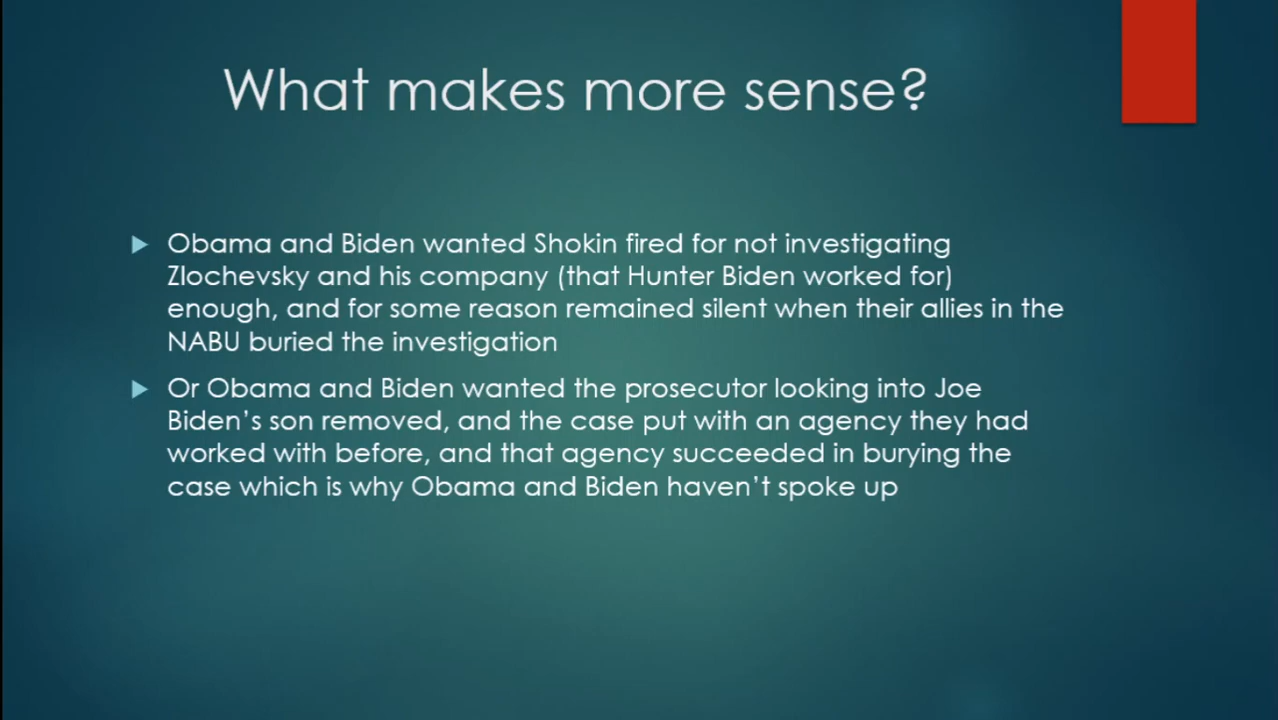 What makes more sense?
Obama and Biden wanted Shokin fired for not investigating
Zlochevsky and his company (that Hunter Biden worked for)
enough, and for some reason remained silent when their allies in the
NABU buried the investigation
Or Obama and Biden wanted the prosecutor looking into Joe
Biden’s son removed, and the case put with an agency they had
worked with before, and that agency succeeded in burying the
case which is why Obama and Biden haven’t spoke up